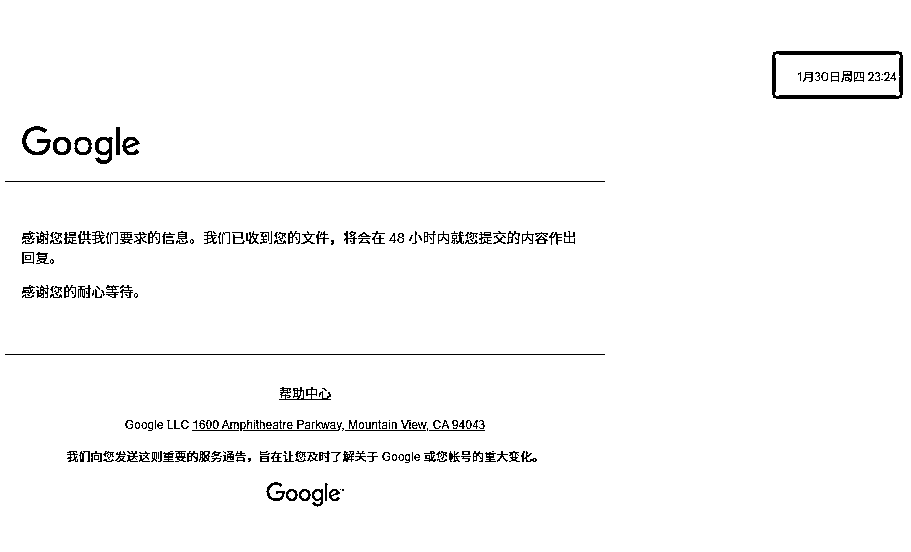 1月30日周四 23:24
Google
感谢您提供我们要求的信息。我们已收到您的文件，将会在 48 小时内就您提交的内容作出
回复。
感谢您的耐心等待。
帮助中心
Google LLC 1600 Amphitheatre Parkway, Mountain View, CA 94043
我们向您发送这则重要的服务通告，旨在让您及时了解关于 Google 或您帐号的重大变化。
Google